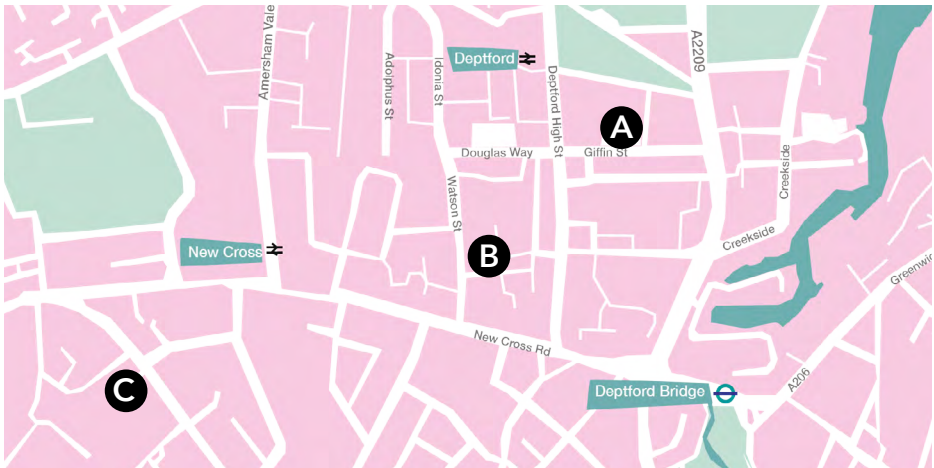 Amersham Vale
Adolphus St
Idonia St
Deptford
Deptford High St
A2209
A
Douglas Way
Giffin St
Creekside
Watson St
Creekside
New Cross
B
Greenwic
New Cross Rd
C
Deptford Bridge
A206